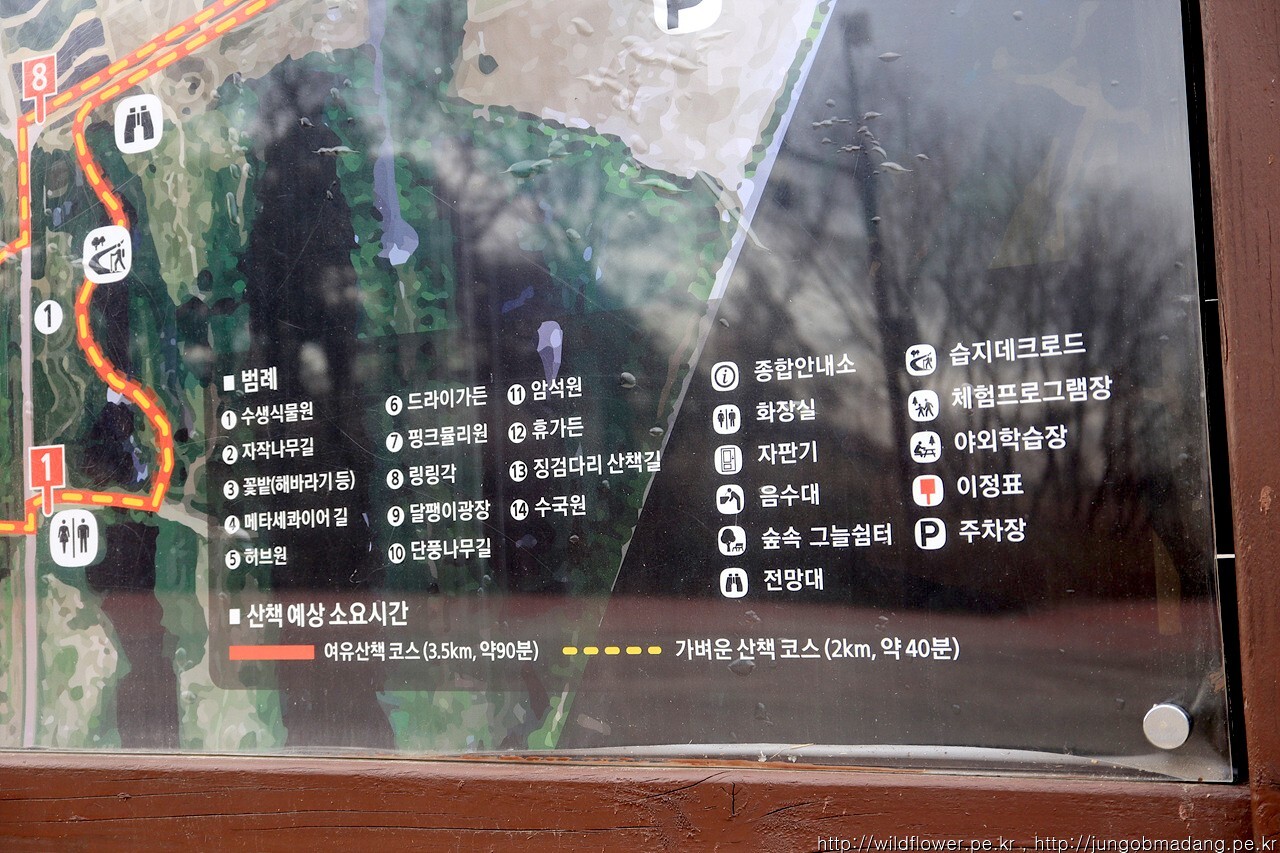 8
P
1
1
■ 범례
1 수생식물원
2 자작나무길
3 꽃밭(해바라기 등)
4 메타세콰이어 길
5 허브원
6 드라이가든
7 핑크뮬리원
8 링링각
9 달팽이광장
10 단풍나무길
11 암석원
12 휴가든
13 징검다리 산책길
14 수국원
종합안내소
화장실
자판기
음수대
숲속 그늘쉼터
전망대
습지데크로드
체험프로그램장
야외학습장
이정표
P 주차장
■ 산책 예상 소요시간
여유산책 코스 (3.5km, 약90분)
가벼운 산책 코스 (2km, 약 40분)
http://wildflower.pe.kr , http://jungobmadang.pe.kr